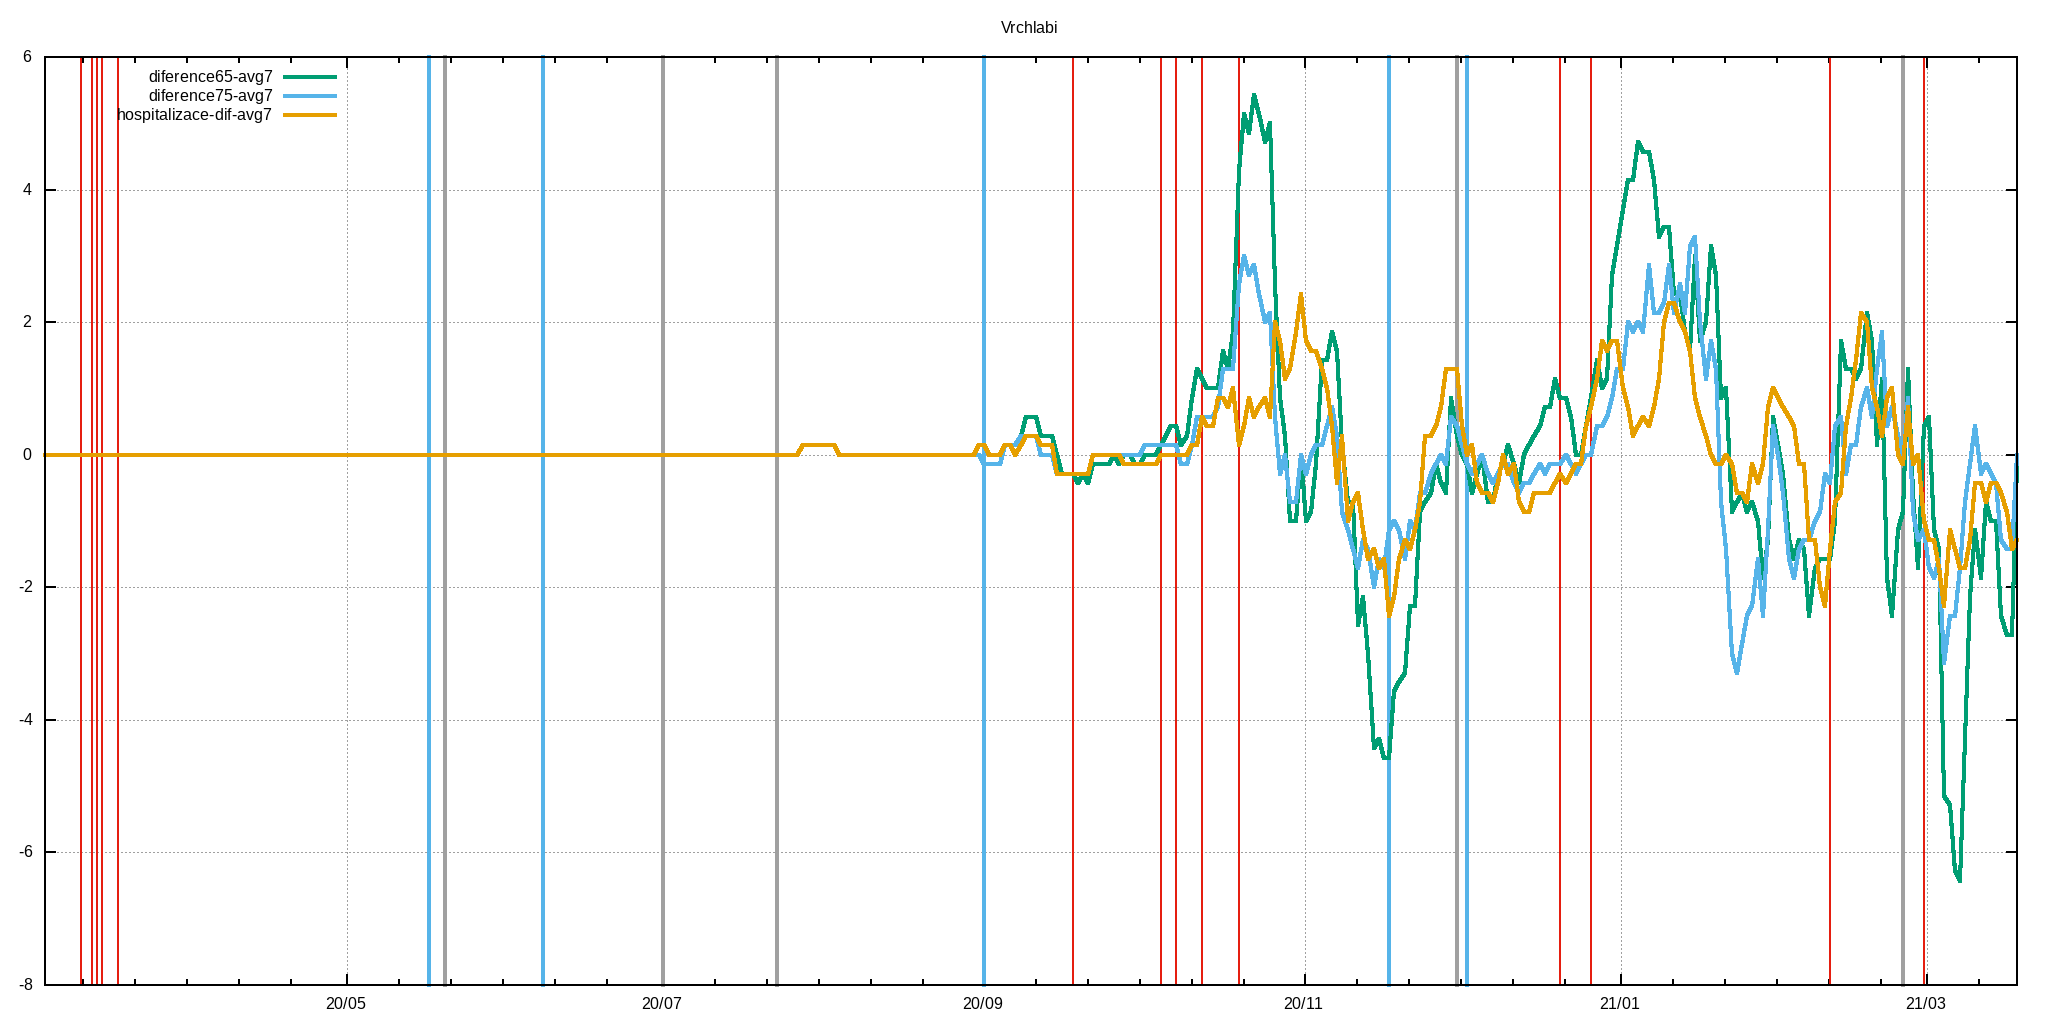 Vrchlabi
6
diference65-avg7
diference75-avg7
hospitalizace-dif-avg7
4
2
0
-2
-4
-6
-8
20/05 20/07 20/09 20/11 21/01 21/03